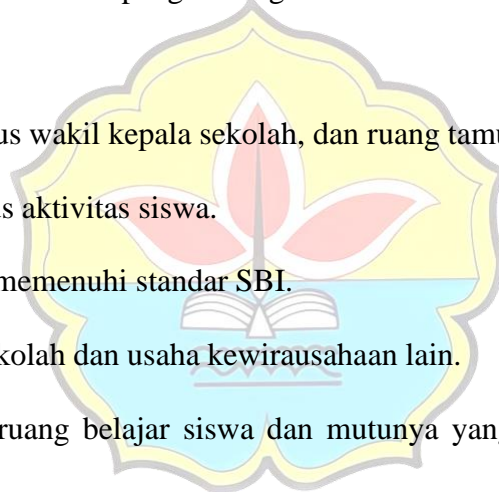 us wakil kepala sekolah, dan ruang tamu
s aktivitas siswa.
memenuhi standar SBI.
kolah dan usaha kewirausahaan lain.
ruang belajar siswa dan mutunya yang